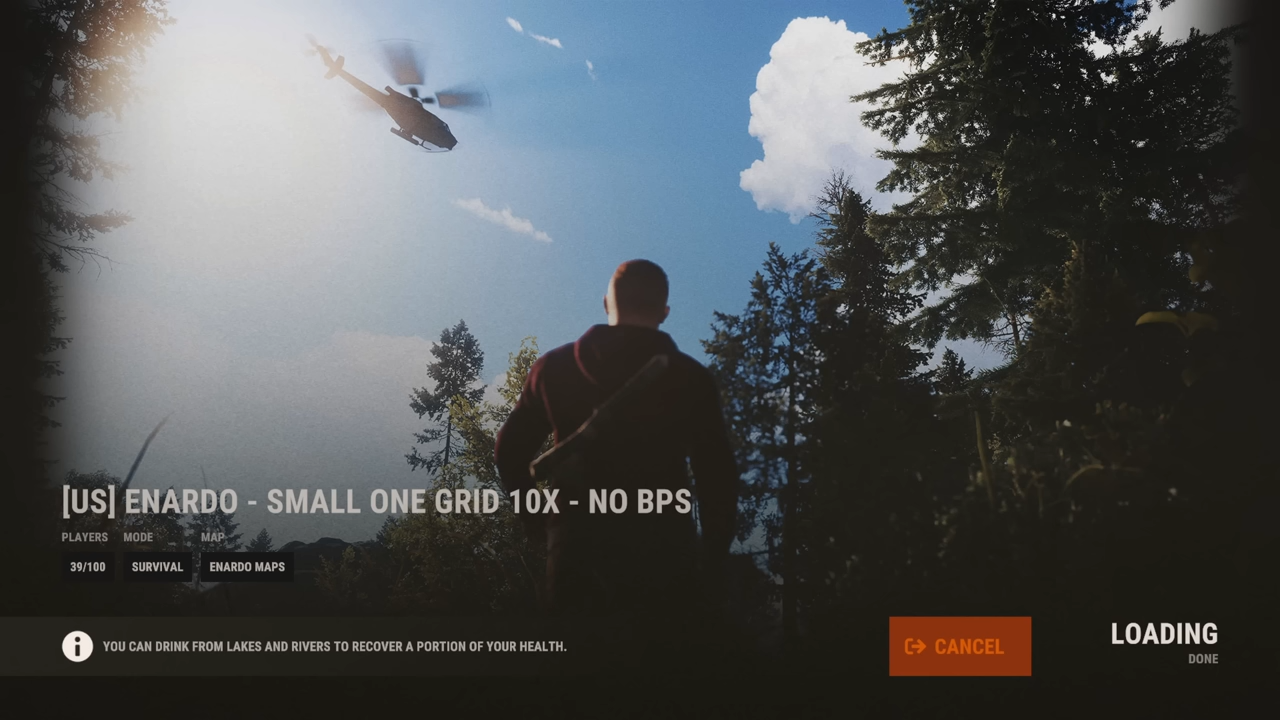 [US] ENARDO - SMALL ONE GRID 10X - NO BPS
PLAYERS MODE MAP
39/100 SURVIVAL ENARDO MAPS
YOU CAN DRINK FROM LAKES AND RIVERS TO RECOVER A PORTION OF YOUR HEALTH.
CANCEL
LOADING
DONE